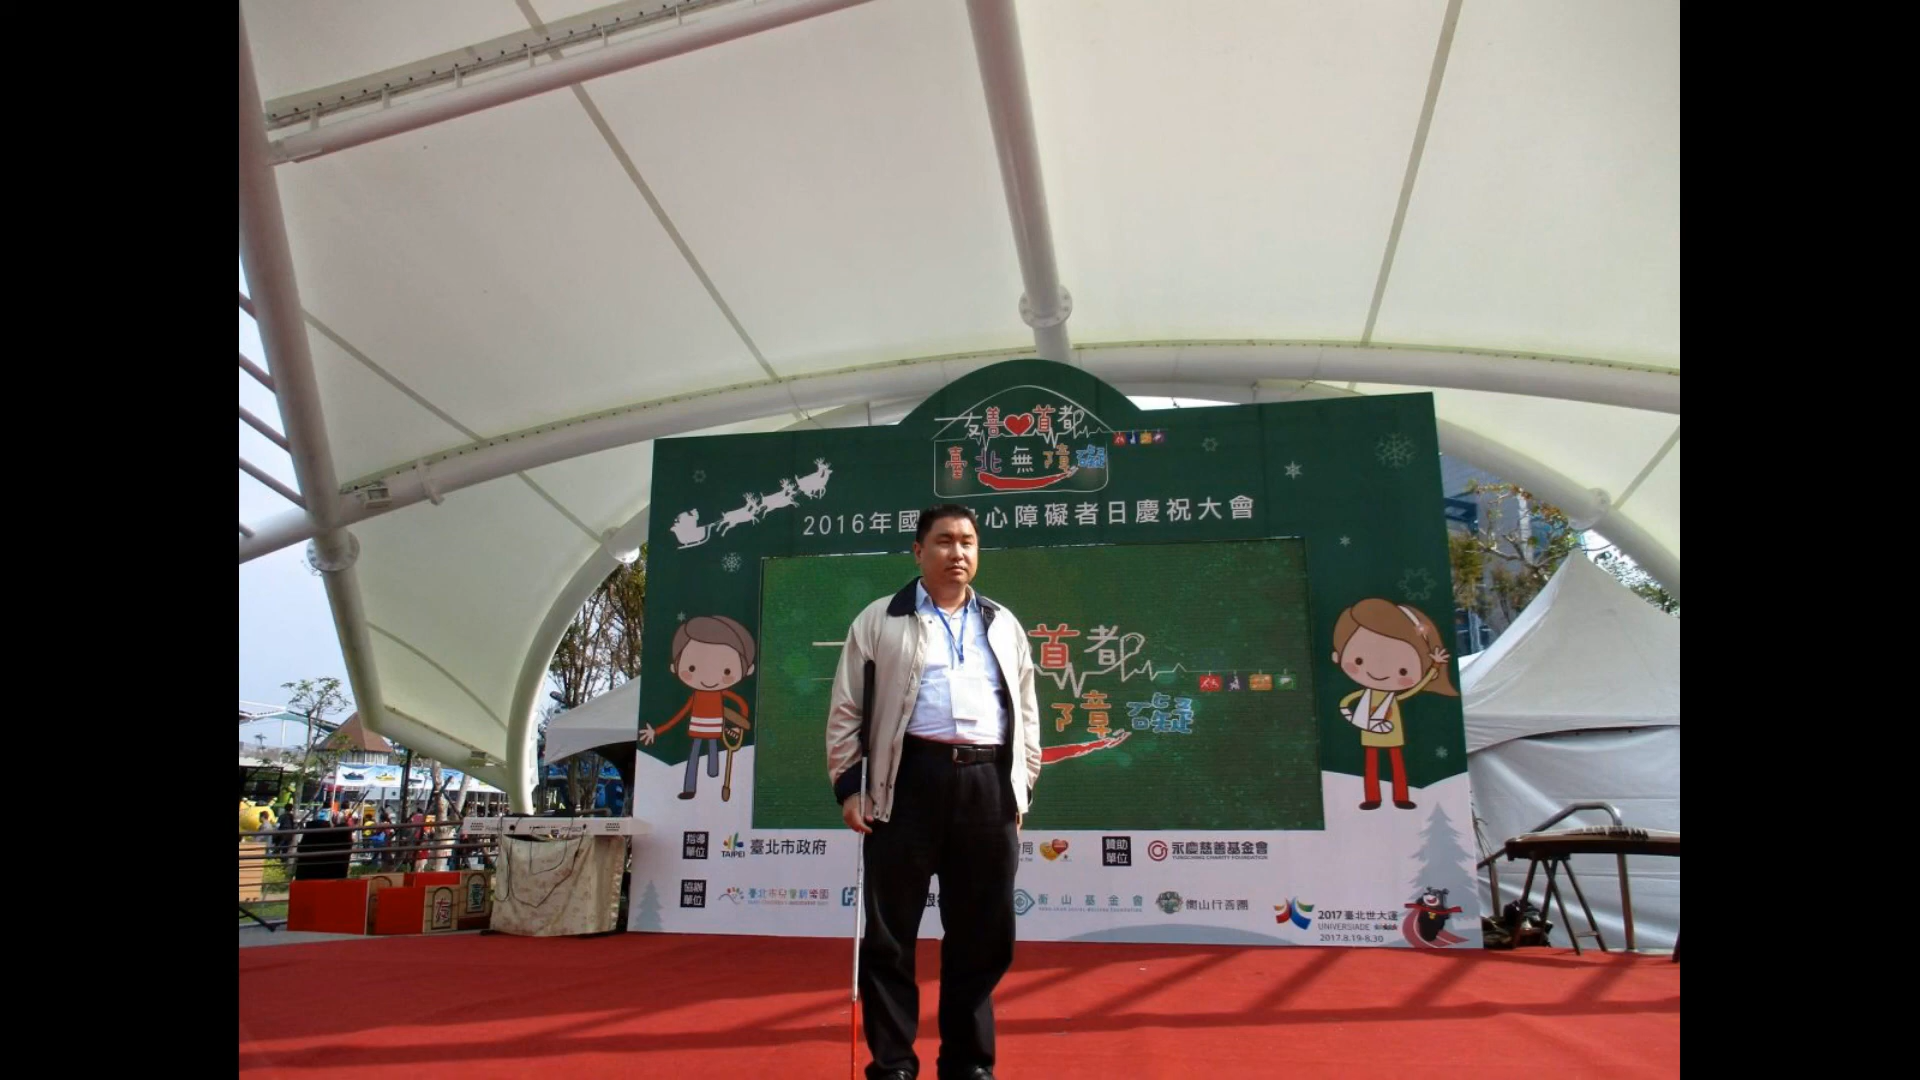 友善首都
臺北無障礙
2016年國 心障礙者日慶祝大會
首都
障礙
指導單位
TAIPEI 臺北市政府
局
贊助單位
永慶慈善基金會
YUNGCHING CHARITY FOUNDATION
協辦單位
臺北市兒童新樂園
衡山基金會
衡山行善團
2017臺北世大運
UNIVERSIADE
2017.8.19-8.30